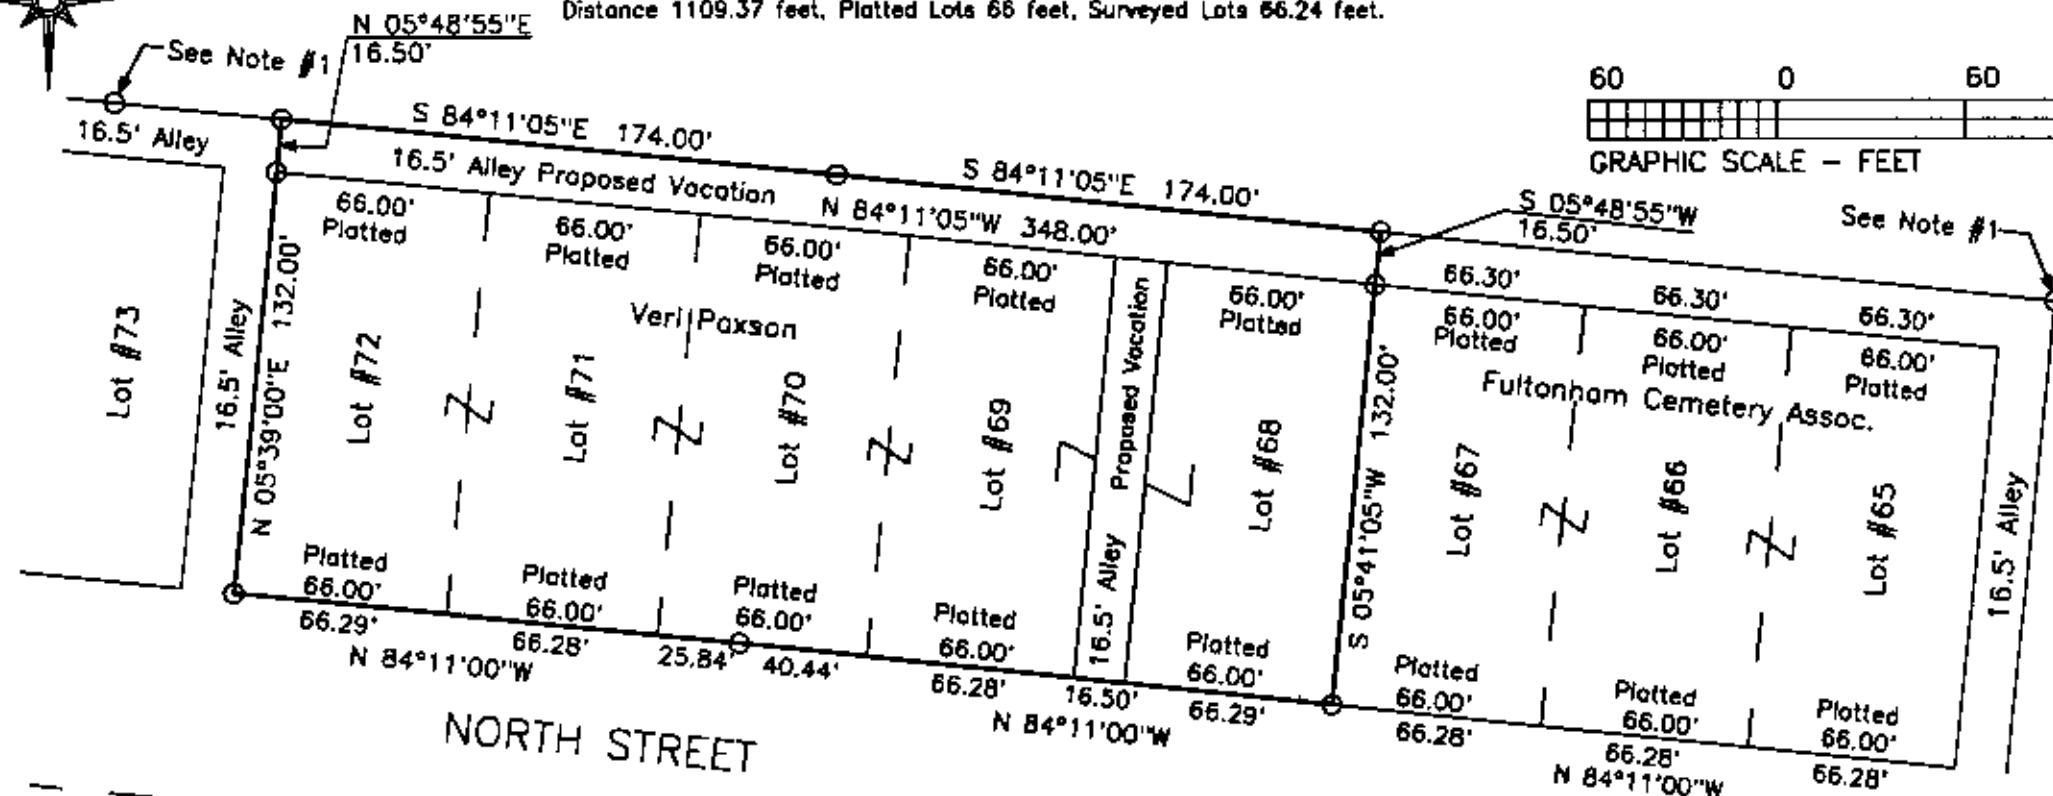 Distance 1109.37 feet, Platted Lots 66 feet, Surveyed Lots 66.24 feet.
N 05°48'55"E
16.50'
See Note #1
60 0 60
GRAPHIC SCALE - FEET
16.5' Alley
S 84°11'05"E 174.00'
16.5' Alley Proposed Vacation
S 84°11'05"E 174.00'
N 84°11'05"W 348.00'
S 05°48'55"W
16.50'
See Note #1
66.00'
Platted
66.00'
Platted
66.00'
Platted
66.00'
Platted
66.00'
Platted
66.30'
66.00'
Platted
66.30'
66.00'
Platted
66.30'
66.00'
Platted
Verl Paxson
Fultonham Cemetery Assoc.
Lot #73
16.5' Alley
N 05°39'00"E 132.00'
Lot #72
Lot #71
Lot #70
Lot #69
16.5' Alley Proposed Vacation
Lot #68
S 05°41'05"W 132.00'
Lot #67
Lot #66
Lot #65
16.5' Alley
Platted
66.00'
66.29'
Platted
66.00'
66.28'
Platted
66.00'
25.84' 40.44'
Platted
66.00'
66.28'
16.50'
Platted
66.00'
66.29'
Platted
66.00'
66.28'
Platted
66.00'
66.28'
Platted
66.00'
66.28'
N 84°11'00"W
N 84°11'00"W
N 84°11'00"W
NORTH STREET